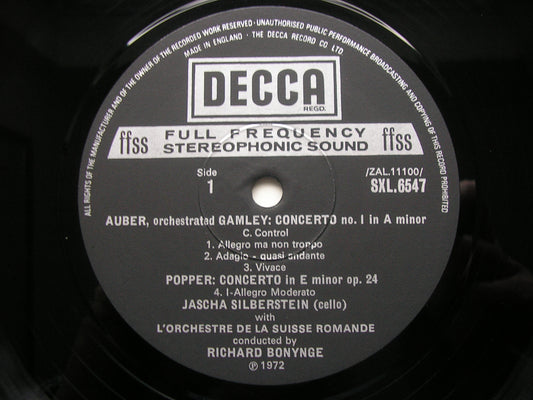 ALL RIGHTS OF THE MANUFACTURER AND OF THE OWNER OF THE RECORDED WORK RESERVED · UNAUTHORISED PUBLIC PERFORMANCE BROADCASTING AND COPYING OF THIS RECORD PROHIBITED
MADE IN ENGLAND · THE DECCA RECORD CO LTD.
DECCA
REGD.
ffss FULL FREQUENCY STEREOPHONIC SOUND ffss
Side
1
/ZAL.11100/
SXL.6547
AUBER, orchestrated GAMLEY: CONCERTO no. 1 in A minor
C. Control
1. Allegro ma non troppo
2. Adagio - quasi andante
3. Vivace
POPPER: CONCERTO in E minor op. 24
4. I-Allegro Moderato
JASCHA SILBERSTEIN (cello)
with
L'ORCHESTRE DE LA SUISSE ROMANDE
conducted by
RICHARD BONYNGE
℗ 1972